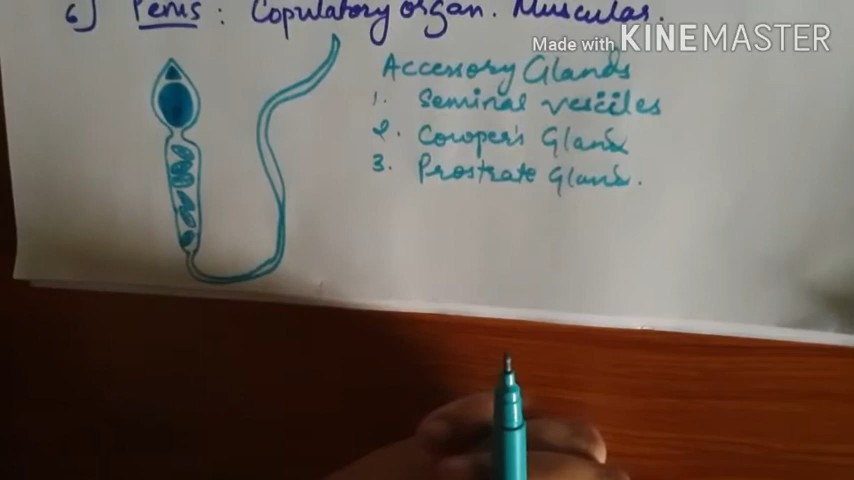 6) Penis : Copulatory organ. Muscular.
Made with KINEMASTER
Accessory Glands
1. Seminal vesicles
2. Cowper's Gland
3. Prostrate Gland.